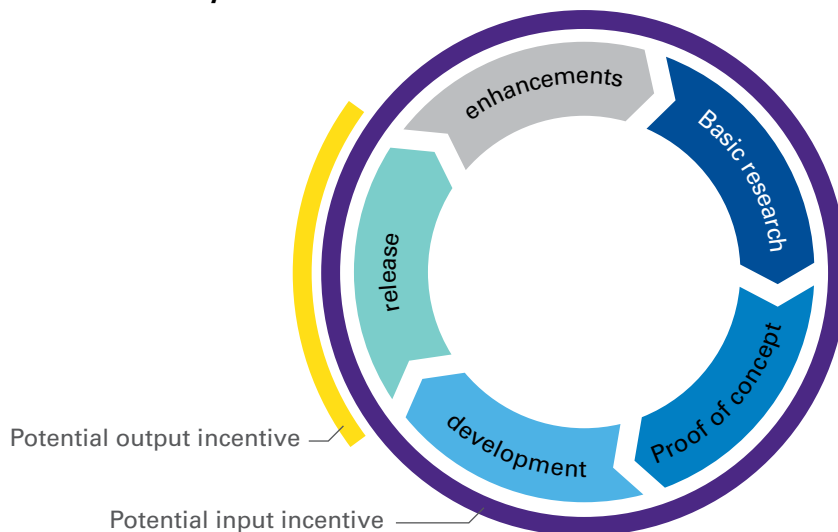 enhancements
Basic research
Proof of concept
development
release
Potential output incentive
Potential input incentive